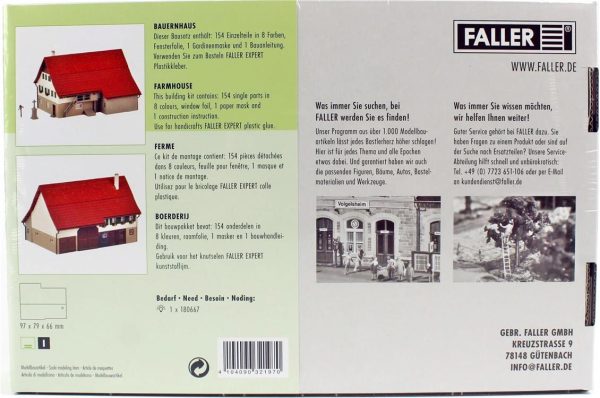 BAUERNHAUS
Dieser Bausatz enthält: 154 Einzelteile in 8 Farben,
Fensterfolie, 1 Gardinenmaske und 1 Bauanleitung.
Verwenden Sie zum Basteln FALLER EXPERT
Plastikkleber.
FARMHOUSE
This building kit contains: 154 single parts in
8 colours, window foil, 1 paper mask and
1 construction instruction.
Use for handicrafts FALLER EXPERT plastic glue.
FERME
Ce kit de montage contient: 154 pièces détachées
dans 8 couleurs, feuille pour fenêtre, 1 masque et
1 notice de montage.
Utilisez pour le bricolage FALLER EXPERT colle
plastique.
BOERDERIJ
Dit bouwpakket bevat: 154 onderdelen in
8 kleuren, raamfolie, 1 masker en 1 bouwhandlei-
ding.
Gebruik voor het knutselen FALLER EXPERT
kunststoflijm.
97 x 79 x 66 mm
I
Bedarf · Need · Besoin · Nodig:
1 x 180667
CE
4 104090 321970
FALLER
WWW.FALLER.DE
Was immer Sie suchen, bei
FALLER werden Sie es finden!
Unser Programm aus über 1.000 Modellbau-
artikeln lässt jedes Bastlerherz höher schlagen!
Hier ist für jedes Thema und alle Epochen
etwas dabei. Und garantiert haben wir auch
die passenden Figuren, Bäume, Autos, Bastel-
materialien und Werkzeuge.
Was immer Sie wissen möchten,
wir helfen Ihnen weiter!
Guter Service gehört bei FALLER dazu. Sie
haben Fragen zu einem Produkt oder sind auf
der Suche nach Ersatzteilen? Unsere Service-
Abteilung hilft schnell und unbürokratisch:
Tel. +49 (0) 7723 651-106 oder per Mail
an kundendienst@faller.de
Volgelsheim
GEBR. FALLER GMBH
KREUZSTRASSE 9
78148 GÜTENBACH
INFO@FALLER.DE